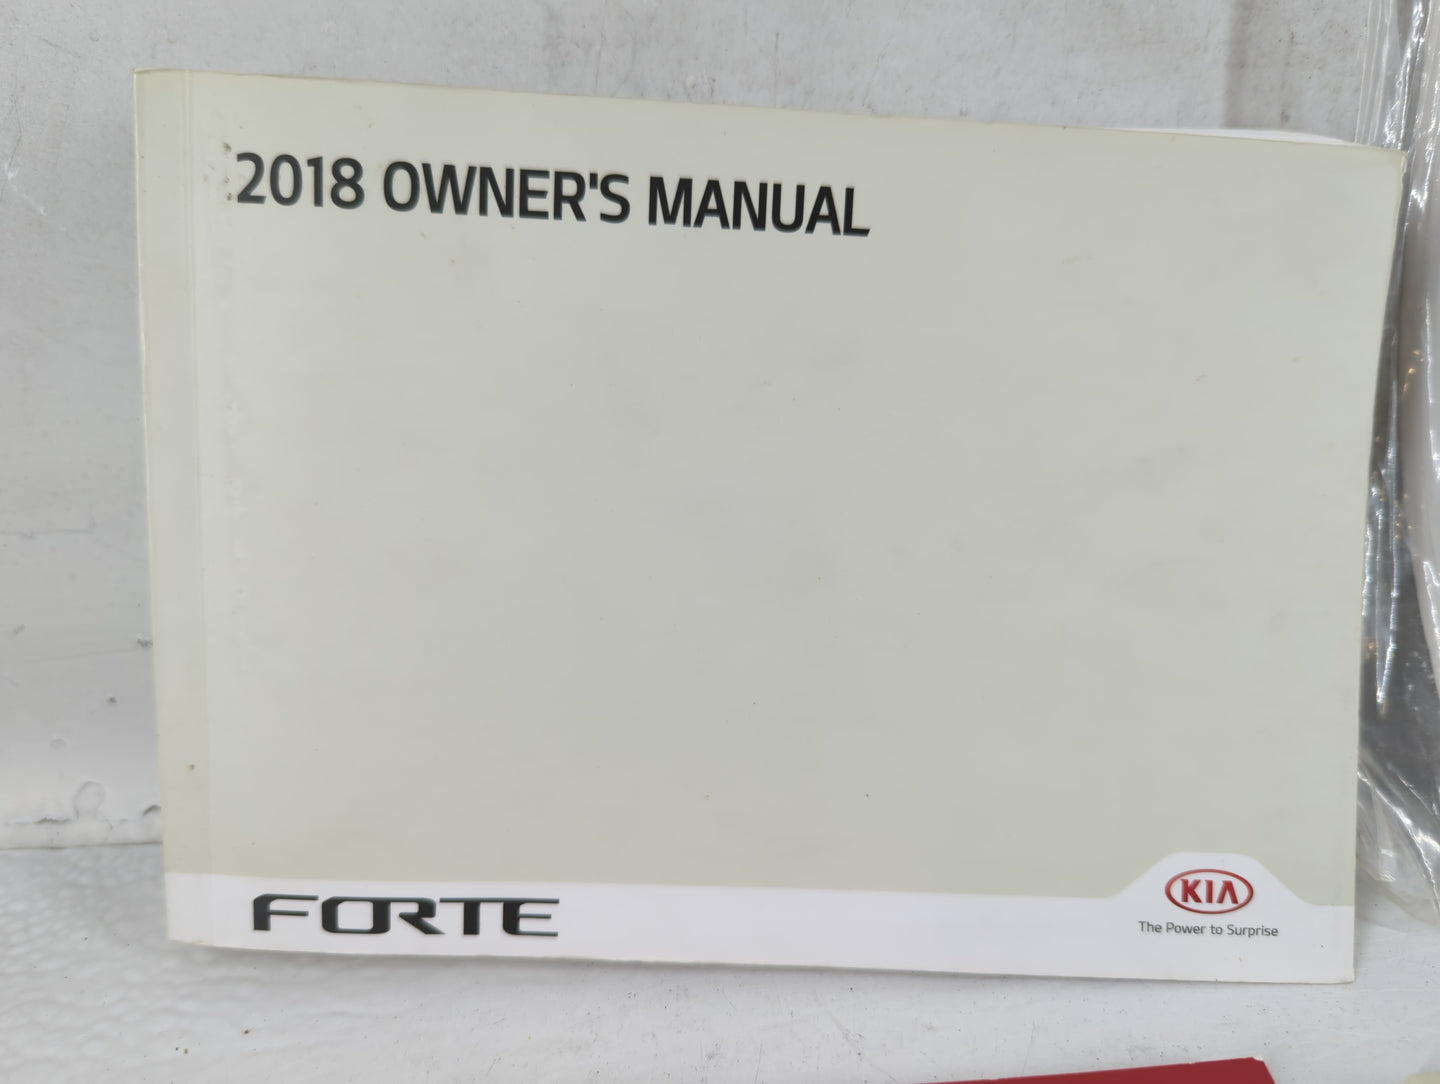 2018 OWNER'S MANUAL
FORTE
KIA
The Power to Surprise